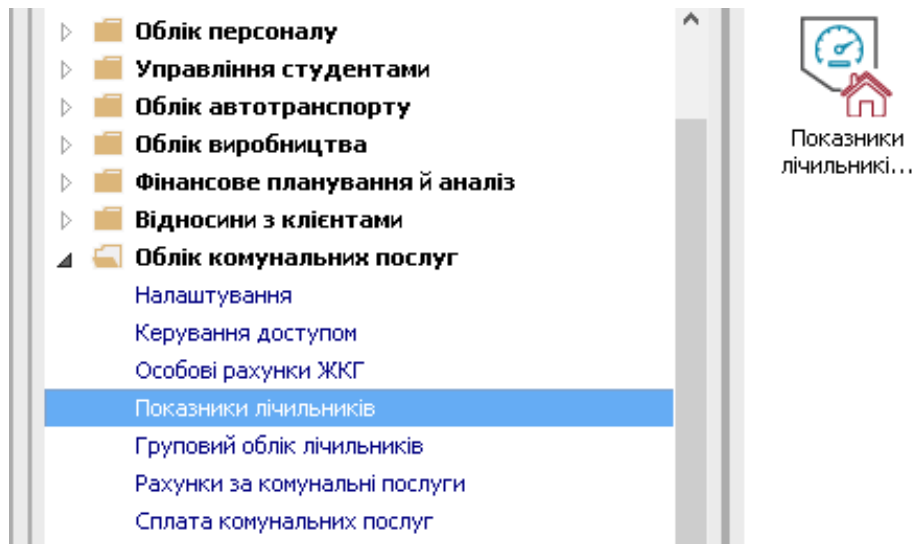 Облік персоналу
Управління студентами
Облік автотранспорту
Облік виробництва
Фінансове планування й аналіз
Відносини з клієнтами
Облік комунальних послуг
Налаштування
Керування доступом
Особові рахунки ЖКГ
Показники лічильників
Груповий облік лічильників
Рахунки за комунальні послуги
Сплата комунальних послуг
Показники
лічильникі...